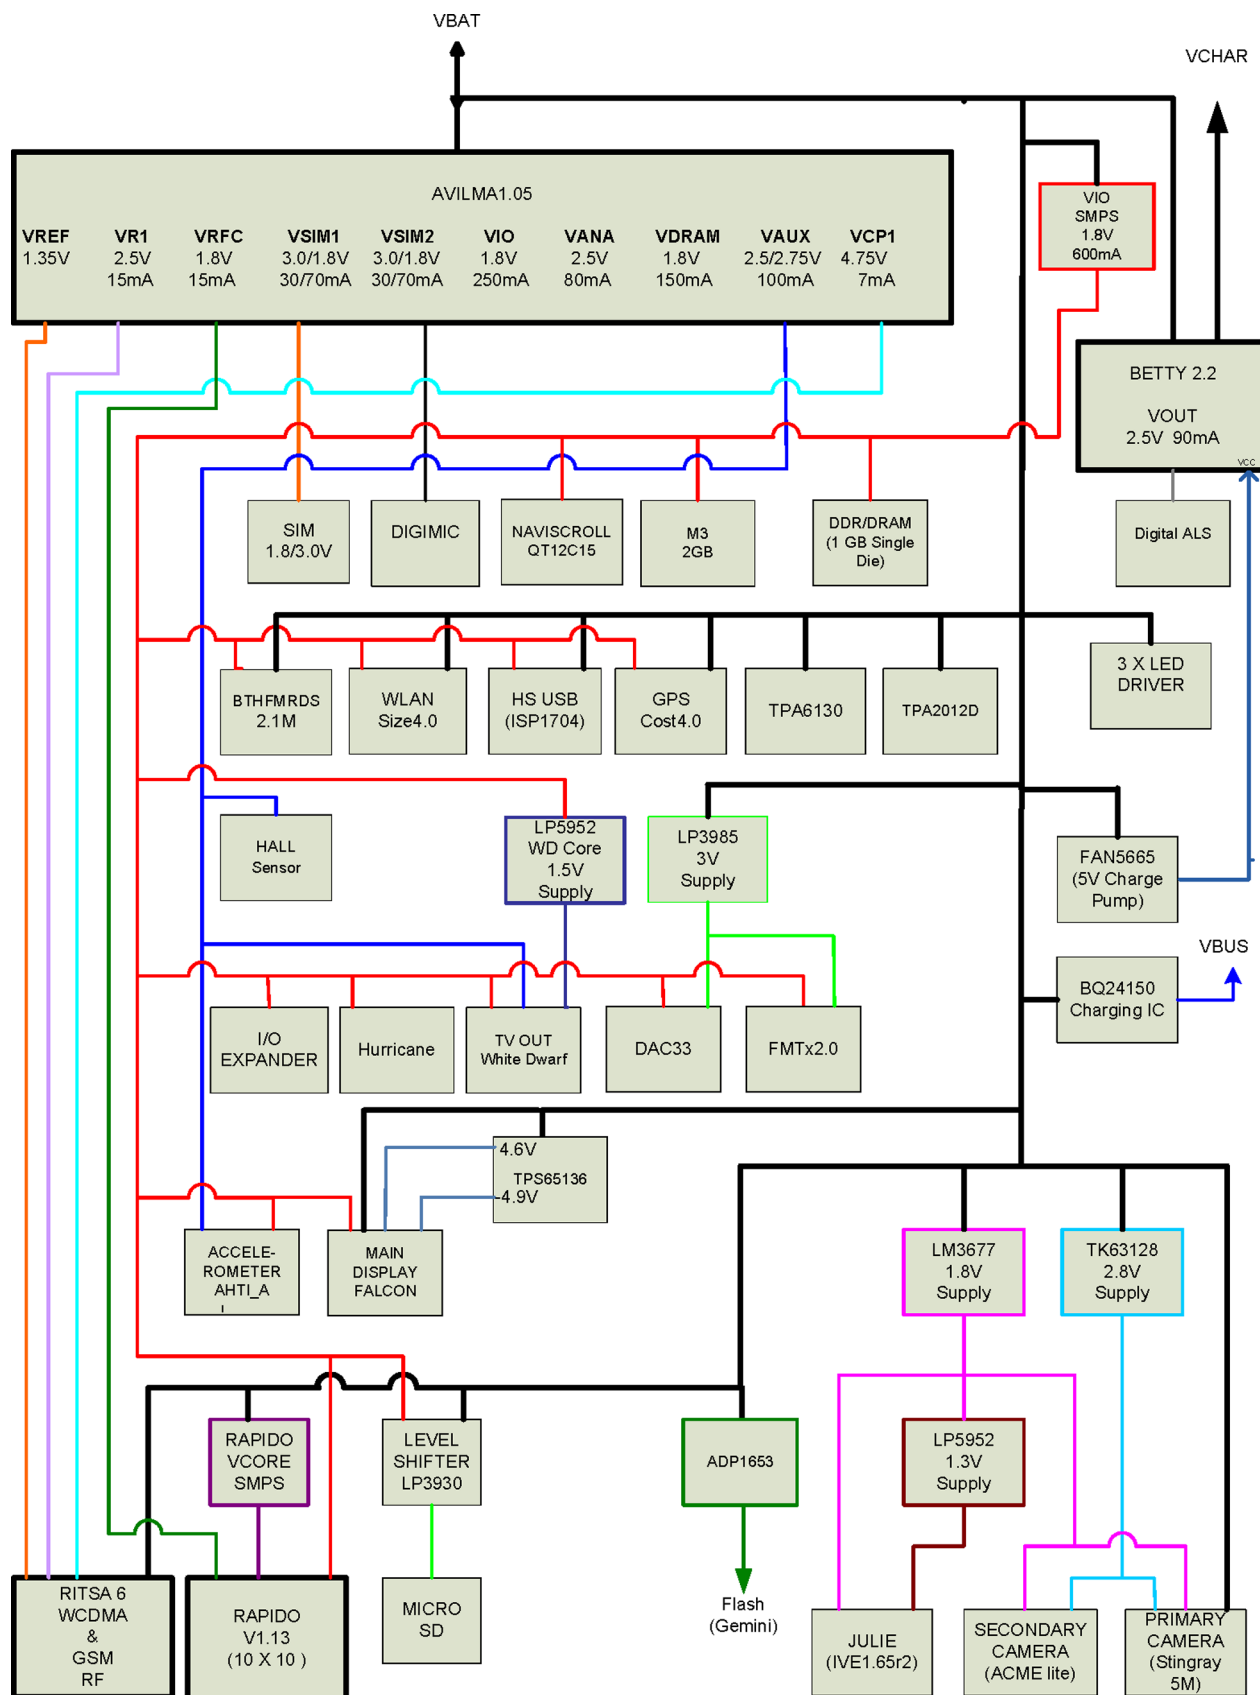 VBAT
VCHAR
AVILMA1.05
VREF VR1 VRFC VSIM1 VSIM2 VIO VANA VDRAM VAUX VCP1
1.35V 2.5V 1.8V 3.0/1.8V 3.0/1.8V 1.8V 2.5V 1.8V 2.5/2.75V 4.75V
15mA 15mA 30/70mA 30/70mA 250mA 80mA 150mA 100mA 7mA
VIO
SMPS
1.8V
600mA
BETTY 2.2
VOUT
2.5V 90mA
VCC
SIM
1.8/3.0V
DIGIMIC
NAVISCROLL
QT12C15
M3
2GB
DDR/DRAM
(1 GB Single
Die)
Digital ALS
BTHFMRDS
2.1M
WLAN
Size4.0
HS USB
(ISP1704)
GPS
Cost4.0
TPA6130
TPA2012D
3 X LED
DRIVER
HALL
Sensor
LP5952
WD Core
1.5V
Supply
LP3985
3V
Supply
FAN5665
(5V Charge
Pump)
VBUS
BQ24150
Charging IC
I/O
EXPANDER
Hurricane
TV OUT
White Dwarf
DAC33
FMTx2.0
4.6V
TPS65136
-4.9V
ACCELE-
ROMETER
AHTI_A
MAIN
DISPLAY
FALCON
LM3677
1.8V
Supply
TK63128
2.8V
Supply
RAPIDO
VCORE
SMPS
LEVEL
SHIFTER
LP3930
ADP1653
LP5952
1.3V
Supply
RITSA 6
WCDMA
&
GSM
RF
RAPIDO
V1.13
(10 X 10 )
MICRO
SD
Flash
(Gemini)
JULIE
(IVE1.65r2)
SECONDARY
CAMERA
(ACME lite)
PRIMARY
CAMERA
(Stingray
5M)